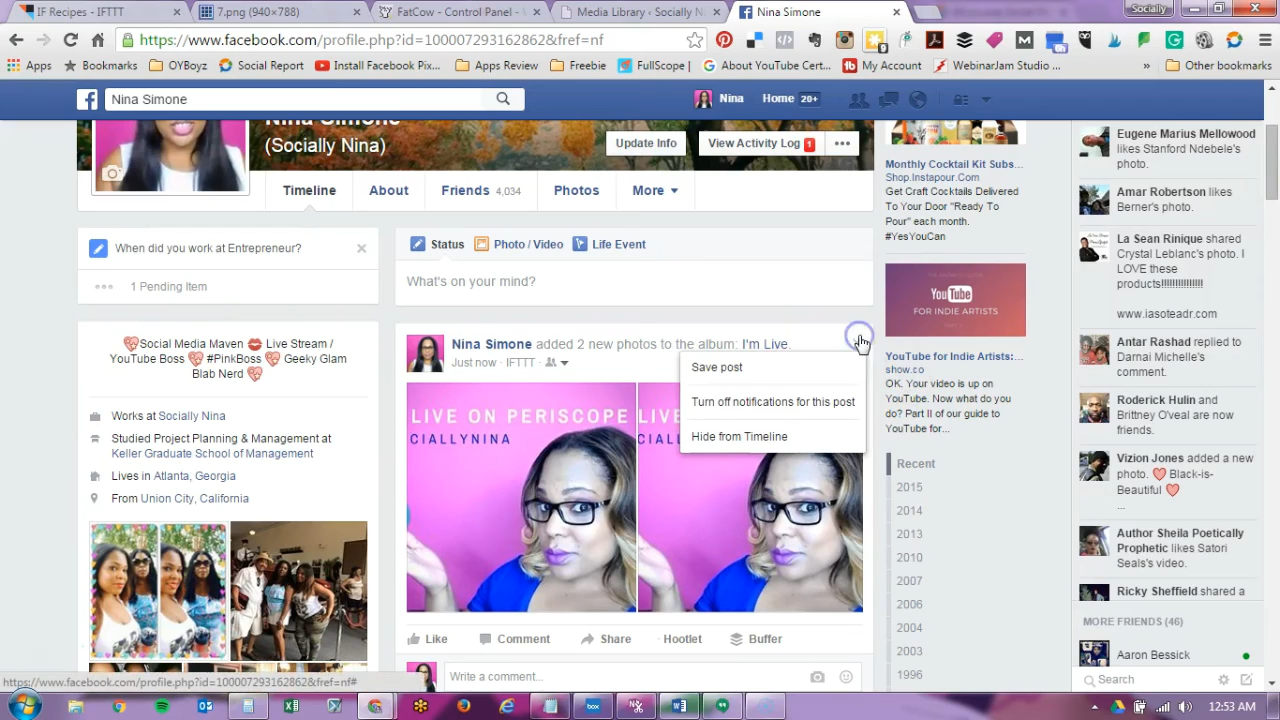 IF Recipes - IFTTT
7.png (940×788)
FatCow - Control Panel -
Media Library ‹ Socially N
Nina Simone
Socially
https://www.facebook.com/profile.php?id=100007293162862&fref=nf
Apps
Bookmarks
OYBoyz
Social Report
Install Facebook Pix...
Apps Review
Freebie
FullScope |
About YouTube Cert...
My Account
WebinarJam Studio ...
»
Other bookmarks
Nina Simone
Nina
Home 20+
Nina Simone
(Socially Nina)
Update Info
View Activity Log 1
Timeline
About
Friends 4,034
Photos
More
When did you work at Entrepreneur?
1 Pending Item
Social Media Maven Live Stream /
YouTube Boss #PinkBoss Geeky Glam
Blab Nerd
Works at Socially Nina
Studied Project Planning & Management at
Keller Graduate School of Management
Lives in Atlanta, Georgia
From Union City, California
Status
Photo / Video
Life Event
What's on your mind?
Nina Simone added 2 new photos to the album: I'm Live.
Just now · IFTTT ·
Save post
Turn off notifications for this post
Hide from Timeline
LIVE ON PERISCOPE
CIALLYNINA
LIVE
CIALLY
Like
Comment
Share
Hootlet
Buffer
Write a comment...
Monthly Cocktail Kit Subs...
Shop.Instapour.Com
Get Craft Cocktails Delivered
To Your Door "Ready To
Pour" each month.
#YesYouCan
THE DEFINITIVE GUIDE TO
YouTube
FOR INDIE ARTISTS
YouTube for Indie Artists:...
show.co
OK. Your video is up on
YouTube. Now what do you
do? Part II of our guide to
YouTube for...
Recent
2015
2014
2013
2010
2007
2006
2004
2003
1996
Eugene Marius Mellowood
likes Stanford Ndebele's
photo.
Amar Robertson likes
Berner's photo.
La Sean Rinique shared
Crystal Leblanc's photo. I
LOVE these
products!!!!!!!!!!!!!!!
www.iasoteadr.com
Antar Rashad replied to
Darnai Michelle's
comment.
Roderick Hulin and
Brittney O'veal are now
friends.
Vizion Jones added a new
photo. Black-is-
Beautiful
...
Author Sheila Poetically
Prophetic likes Satori
Seals's video.
Ricky Sheffield shared a
MORE FRIENDS (46)
Aaron Bessick
Search
https://www.facebook.com/profile.php?id=100007293162862&fref=nf#
12:53 AM